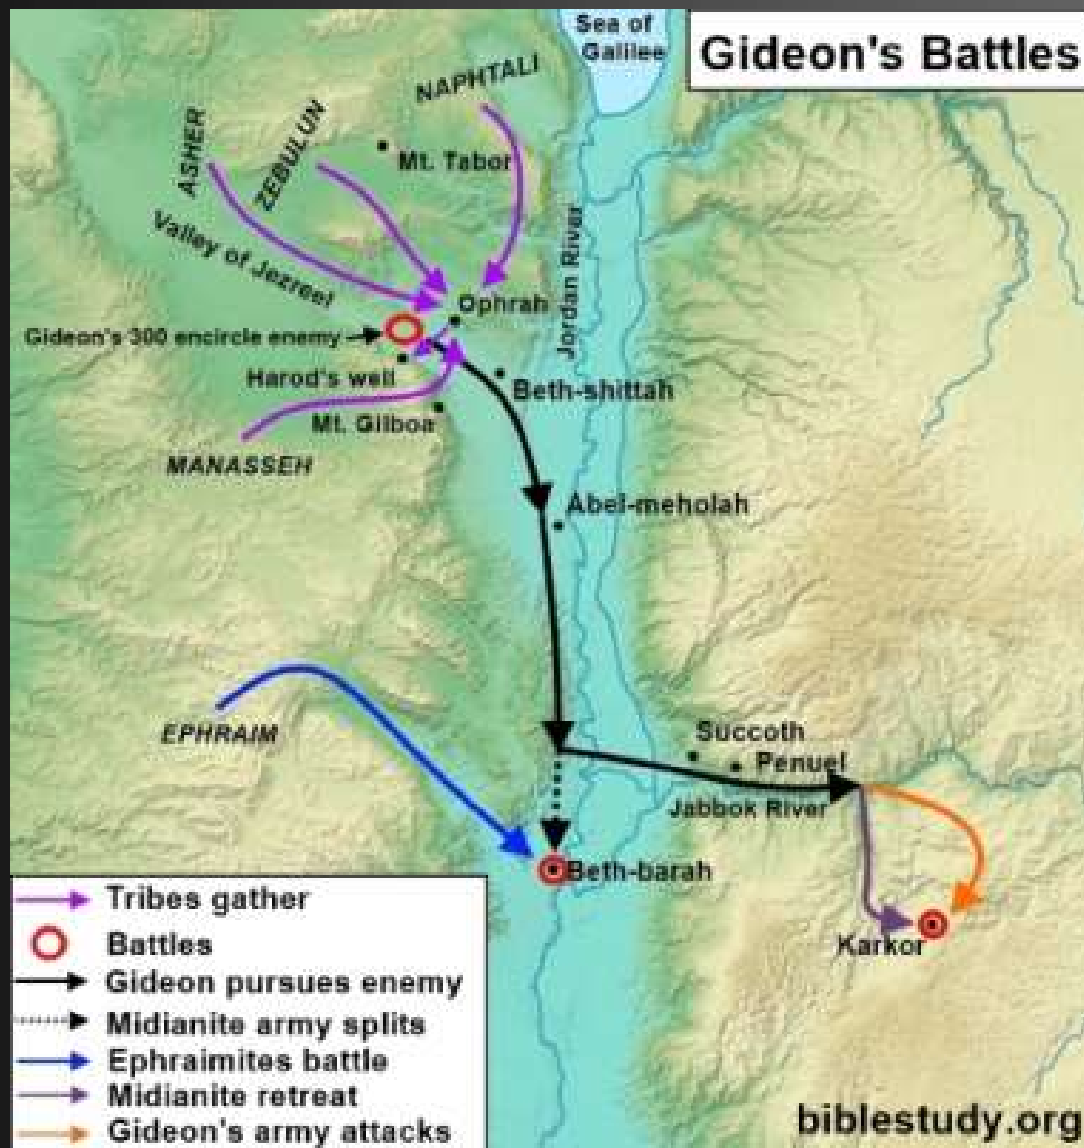 Sea of
Galilee
Gideon's Battles
NAPHTALI
ASHER
ZEBULUN
Mt. Tabor
Valley of Jezreel
Jordan River
Ophrah
Gideon's 300 encircle enemy
Harod's well
Beth-shittah
Mt. Gilboa
MANASSEH
Abel-meholah
EPHRAIM
Succoth
Penuel
Jabbok River
Beth-barah
Karkor
Tribes gather
Battles
Gideon pursues enemy
Midianite army splits
Ephraimites battle
Midianite retreat
Gideon's army attacks
biblestudy.org